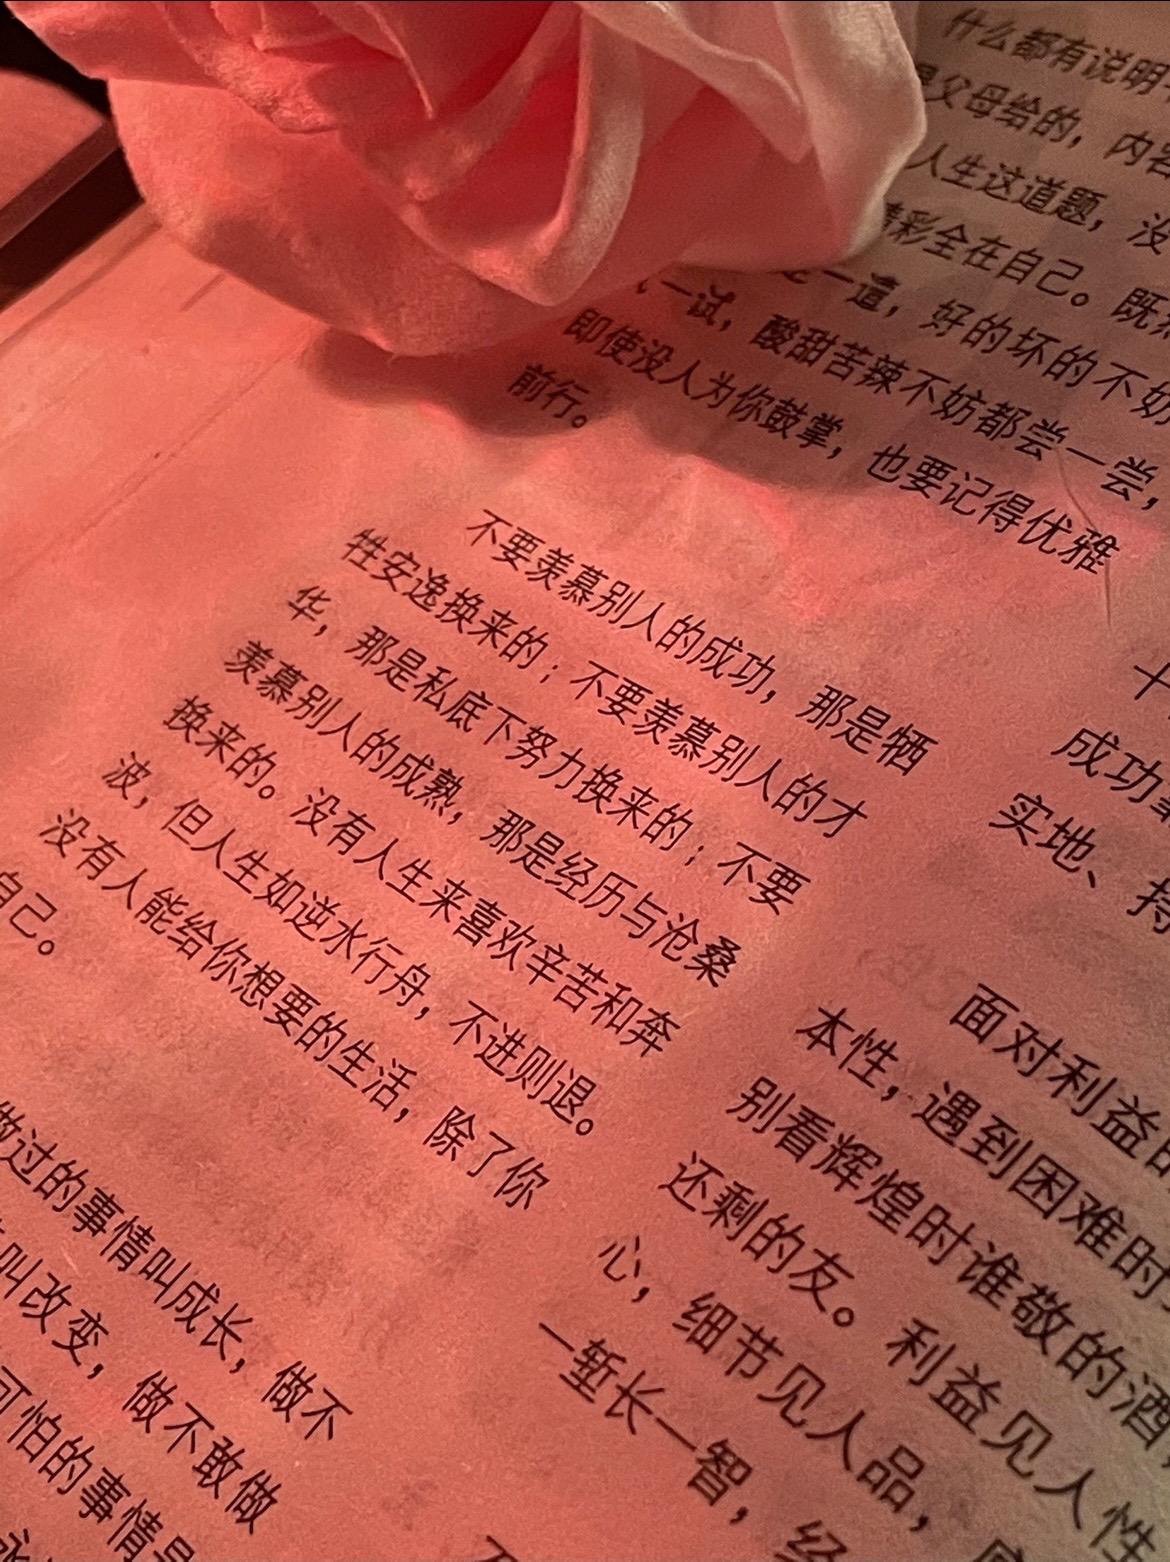 什么都有说明
父母给的，内容
人生这道题，没
彩全在自己。既
一遭，好的坏的不妨
一试，酸甜苦辣不妨都尝一尝，
即使没人为你鼓掌，也要记得优雅
前行。
不要羡慕别人的成功，那是牺
牲安逸换来的；不要羡慕别人的才
华，那是私底下努力换来的；不要
羡慕别人的成熟，那是经历与沧桑
换来的。没有人生来喜欢辛苦和奔
波，但人生如逆水行舟，不进则退。
没有人能给你想要的生活，除了你
自己。
做过的事情叫成长，做不
叫改变，做不敢做
可怕的事情是
成功
实地、持
面对利益的
本性，遇到困难时
别看辉煌时谁敬的酒，
还剩的友。利益见人性
心，细节见人品，
一堑长一智，经